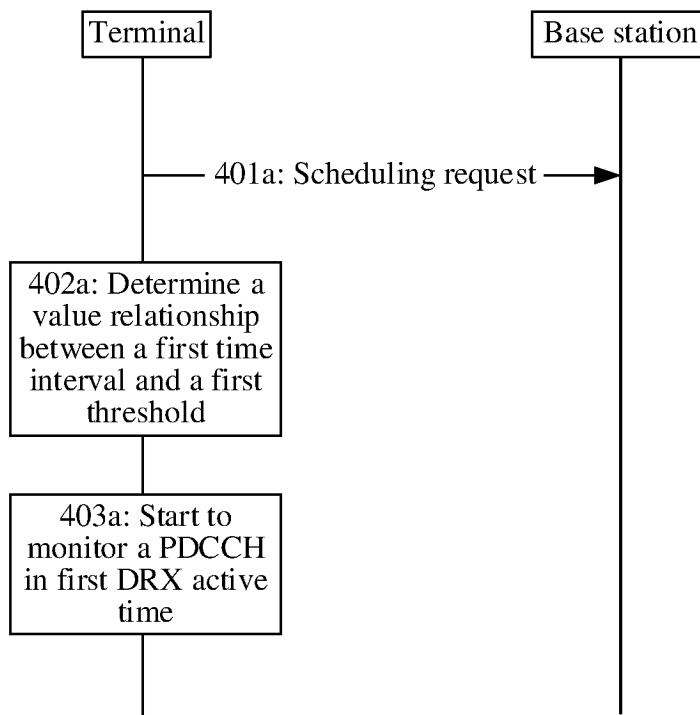 Terminal
Base station
401a: Scheduling request
402a: Determine a
value relationship
between a first time
interval and a first
threshold
403a: Start to
monitor a PDCCH
in first DRX active
time